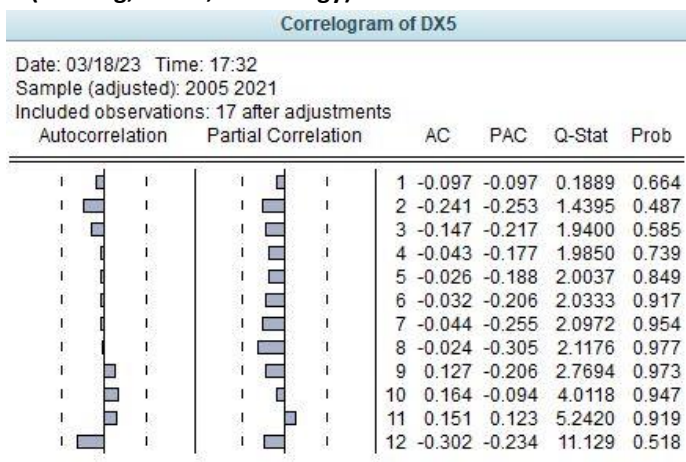 Correlogram of DX5
Date: 03/18/23 Time: 17:32
Sample (adjusted): 2005 2021
Included observations: 17 after adjustments
Autocorrelation Partial Correlation AC PAC Q-Stat Prob
1 -0.097 -0.097 0.1889 0.664
2 -0.241 -0.253 1.4395 0.487
3 -0.147 -0.217 1.9400 0.585
4 -0.043 -0.177 1.9850 0.739
5 -0.026 -0.188 2.0037 0.849
6 -0.032 -0.206 2.0333 0.917
7 -0.044 -0.255 2.0972 0.954
8 -0.024 -0.305 2.1176 0.977
9 0.127 -0.206 2.7694 0.973
10 0.164 -0.094 4.0118 0.947
11 0.151 0.123 5.2420 0.919
12 -0.302 -0.234 11.129 0.518